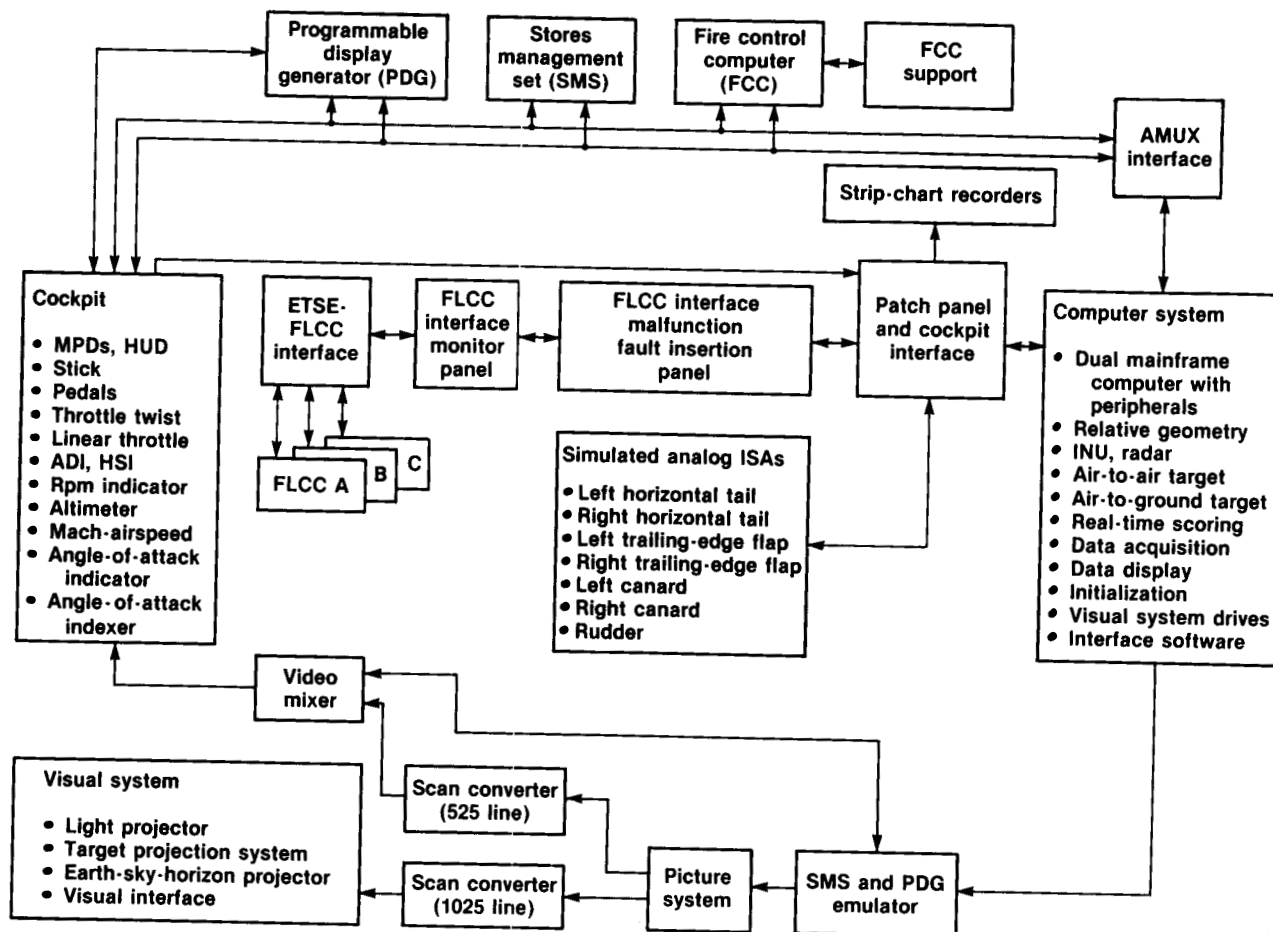 Programmable
display
generator (PDG)
Stores
management
set (SMS)
Fire control
computer
(FCC)
FCC
support
AMUX
interface
Strip-chart recorders
Cockpit
• MPDs, HUD
• Stick
• Pedals
• Throttle twist
• Linear throttle
• ADI, HSI
• Rpm indicator
• Altimeter
• Mach-airspeed
• Angle-of-attack
indicator
• Angle-of-attack
indexer
ETSE-
FLCC
interface
FLCC
interface
monitor
panel
FLCC interface
malfunction
fault insertion
panel
Patch panel
and cockpit
interface
Computer system
• Dual mainframe
computer with
peripherals
• Relative geometry
• INU, radar
• Air-to-air target
• Air-to-ground target
• Real-time scoring
• Data acquisition
• Data display
• Initialization
• Visual system drives
• Interface software
FLCC A
B
C
Simulated analog ISAs
• Left horizontal tail
• Right horizontal tail
• Left trailing-edge flap
• Right trailing-edge flap
• Left canard
• Right canard
• Rudder
Video
mixer
Visual system
• Light projector
• Target projection system
• Earth-sky-horizon projector
• Visual interface
Scan converter
(525 line)
Scan converter
(1025 line)
Picture
system
SMS and PDG
emulator